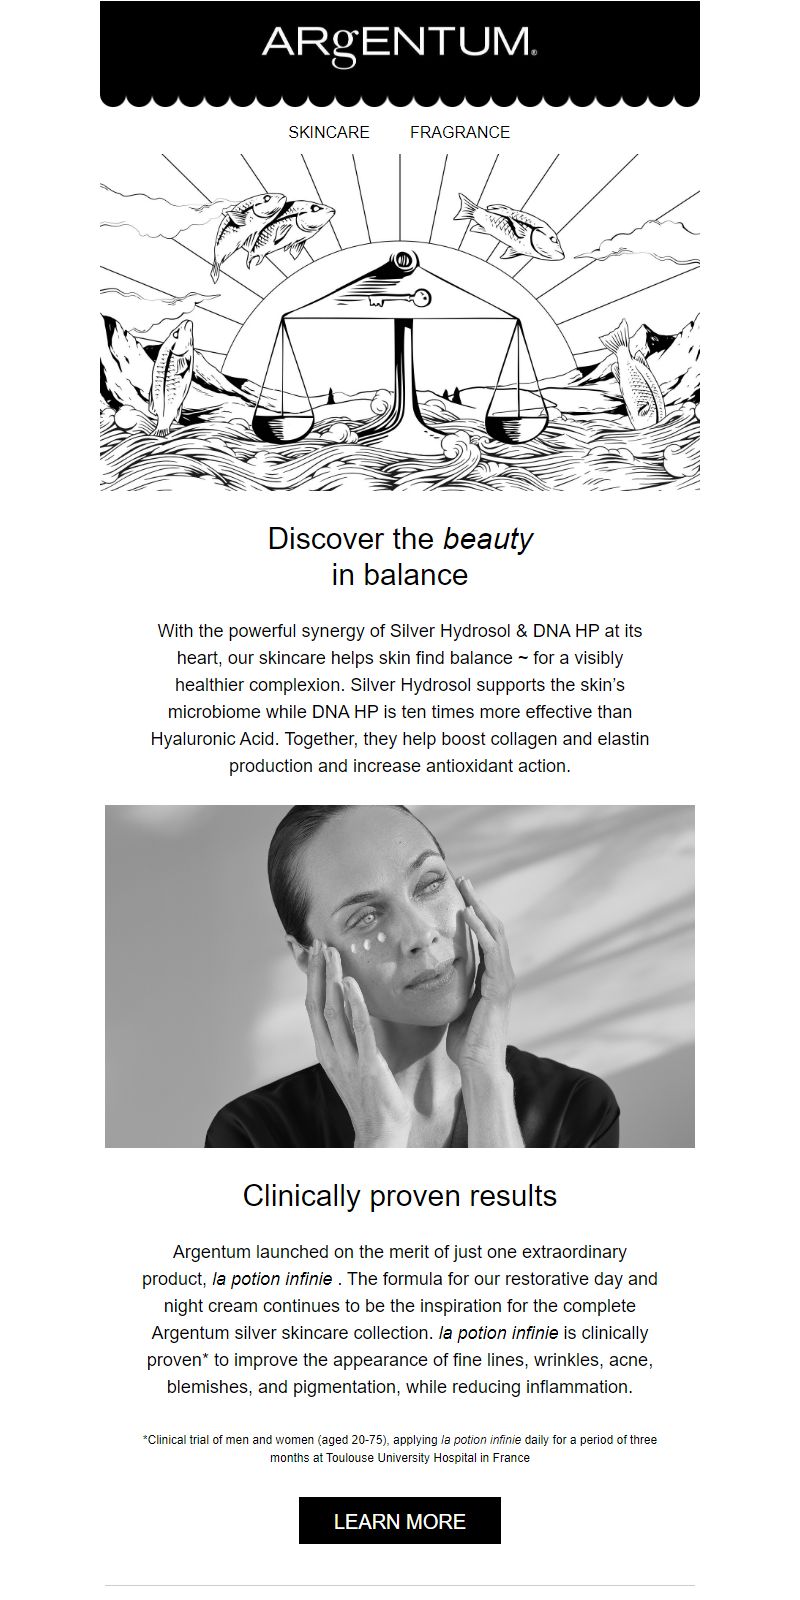 ARgENTUM®
SKINCARE FRAGRANCE
Discover the beauty
in balance
With the powerful synergy of Silver Hydrosol & DNA HP at its
heart, our skincare helps skin find balance ~ for a visibly
healthier complexion. Silver Hydrosol supports the skin’s
microbiome while DNA HP is ten times more effective than
Hyaluronic Acid. Together, they help boost collagen and elastin
production and increase antioxidant action.
Clinically proven results
Argentum launched on the merit of just one extraordinary
product, la potion infinie . The formula for our restorative day and
night cream continues to be the inspiration for the complete
Argentum silver skincare collection. la potion infinie is clinically
proven* to improve the appearance of fine lines, wrinkles, acne,
blemishes, and pigmentation, while reducing inflammation.
*Clinical trial of men and women (aged 20-75), applying la potion infinie daily for a period of three
months at Toulouse University Hospital in France
LEARN MORE